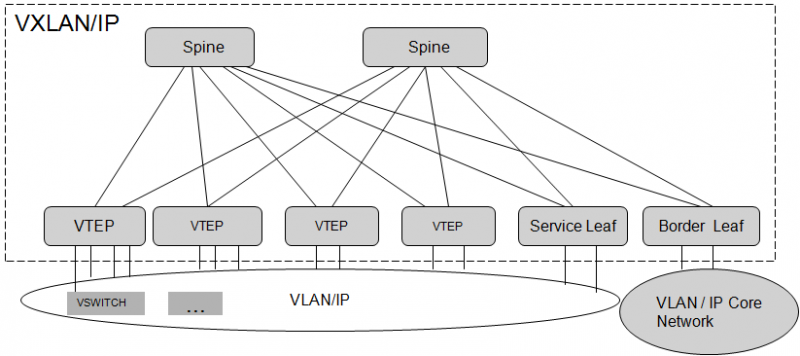 VXLAN/IP
Spine
Spine
VTEP
VTEP
VTEP
VTEP
Service Leaf
Border Leaf
VSWITCH
...
VLAN/IP
VLAN / IP Core
Network